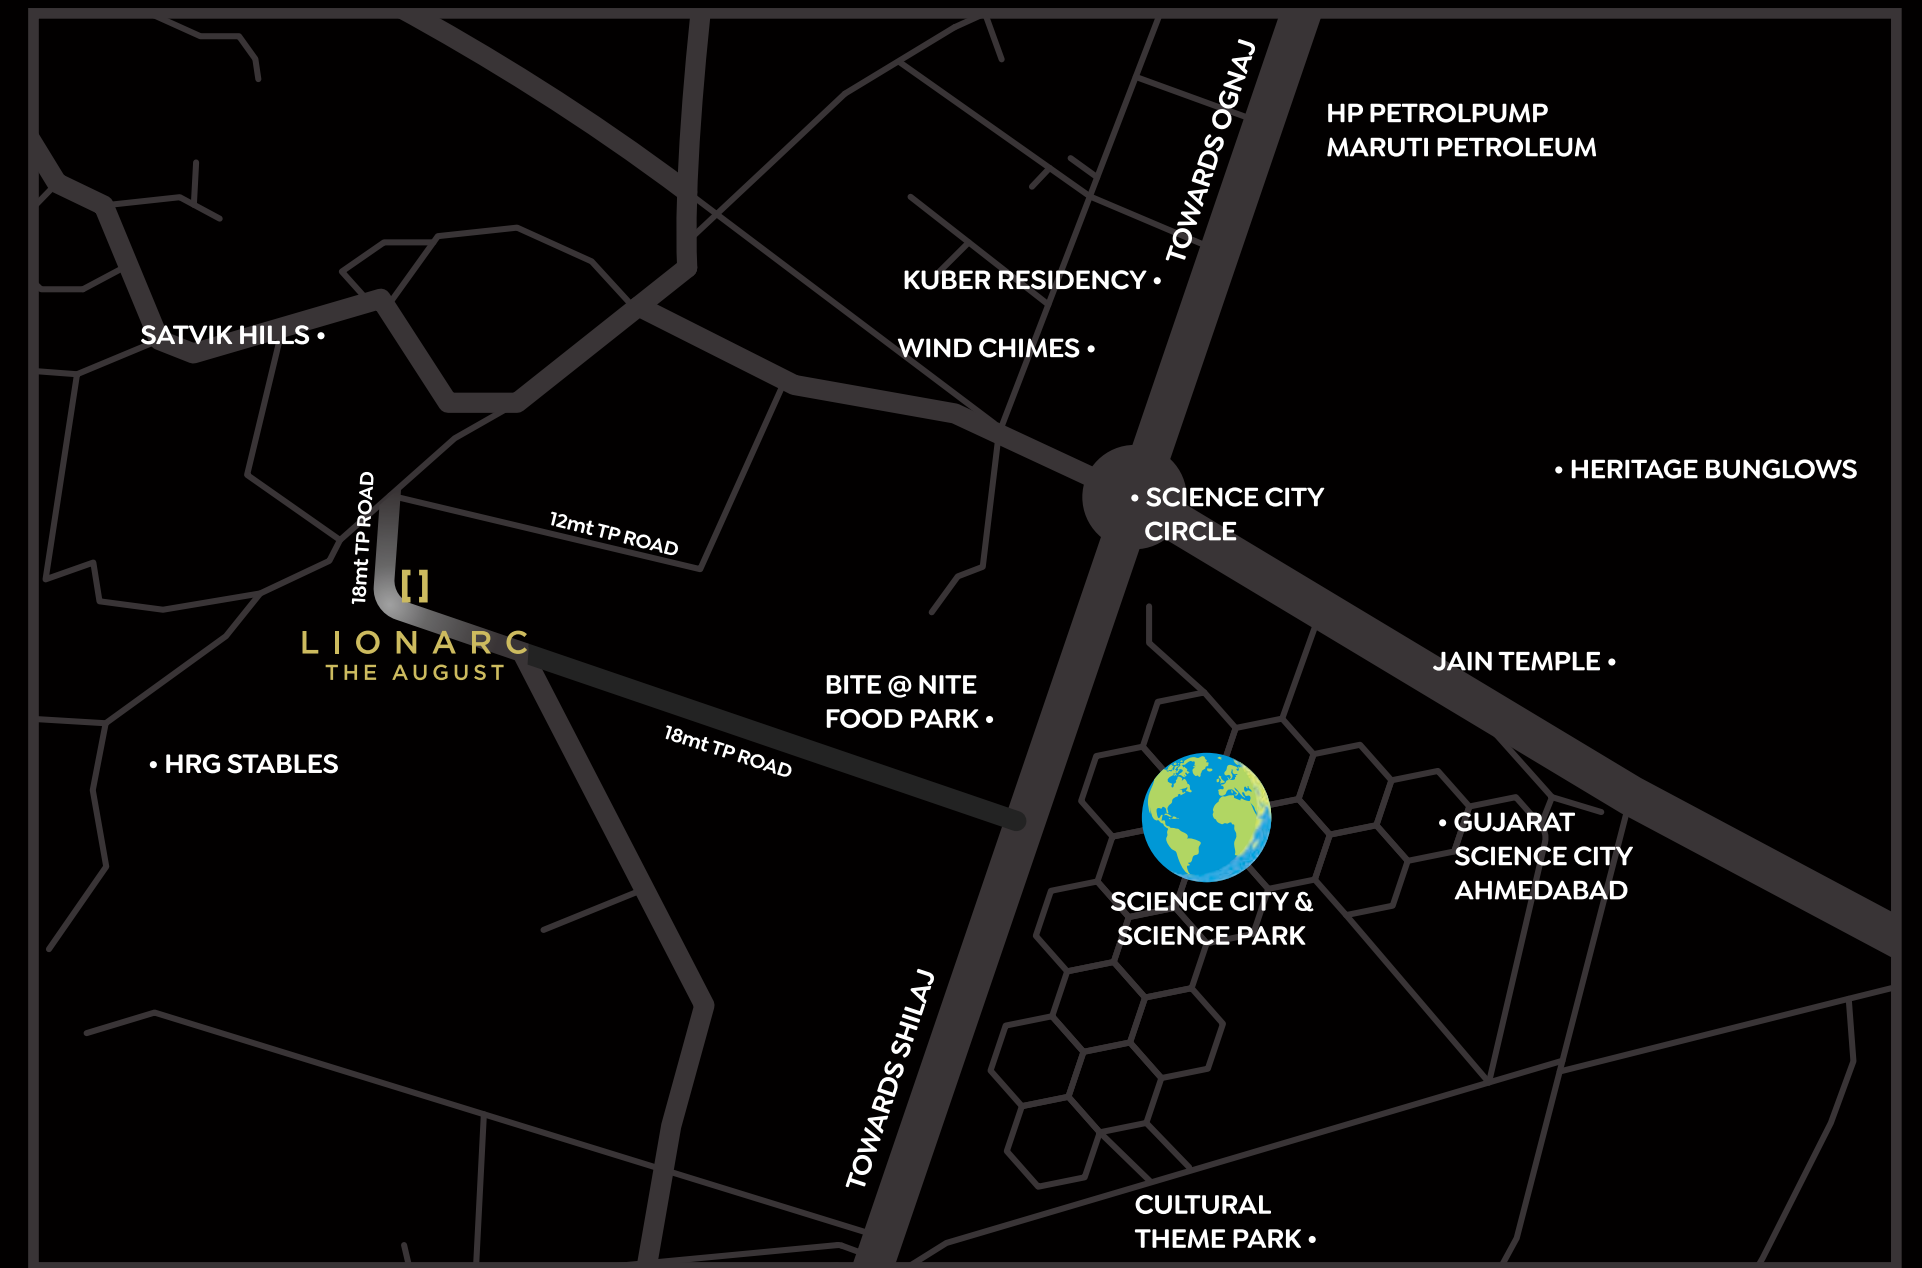 TOWARDS OGNAJ
HP PETROLPUMP
MARUTI PETROLEUM
KUBER RESIDENCY •
SATVIK HILLS •
WIND CHIMES •
• HERITAGE BUNGLOWS
• SCIENCE CITY
CIRCLE
18mt TP ROAD
12mt TP ROAD
[ ]
LIONARC
THE AUGUST
JAIN TEMPLE •
BITE @ NITE
FOOD PARK •
18mt TP ROAD
• HRG STABLES
• GUJARAT
SCIENCE CITY
AHMEDABAD
SCIENCE CITY &
SCIENCE PARK
TOWARDS SHILAJ
CULTURAL
THEME PARK •